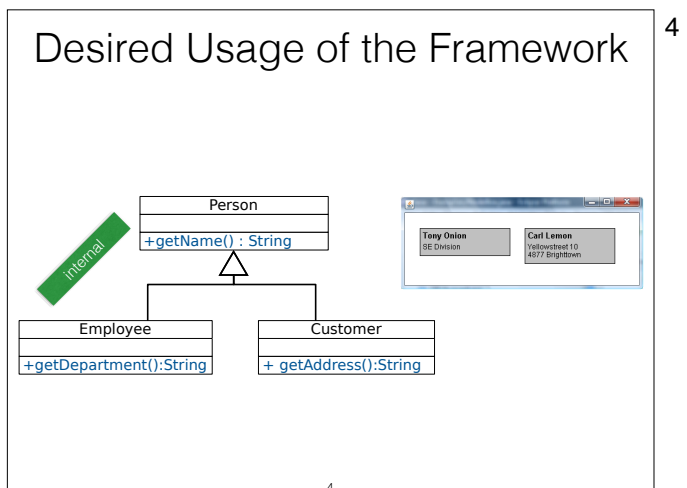 Desired Usage of the Framework
4
internal
Person
+getName() : String
Employee
+getDepartment():String
Customer
+ getAddress():String
Tony Onion
SE Division
Carl Lemon
Yellowstreet 10
4877 Brighttown
4